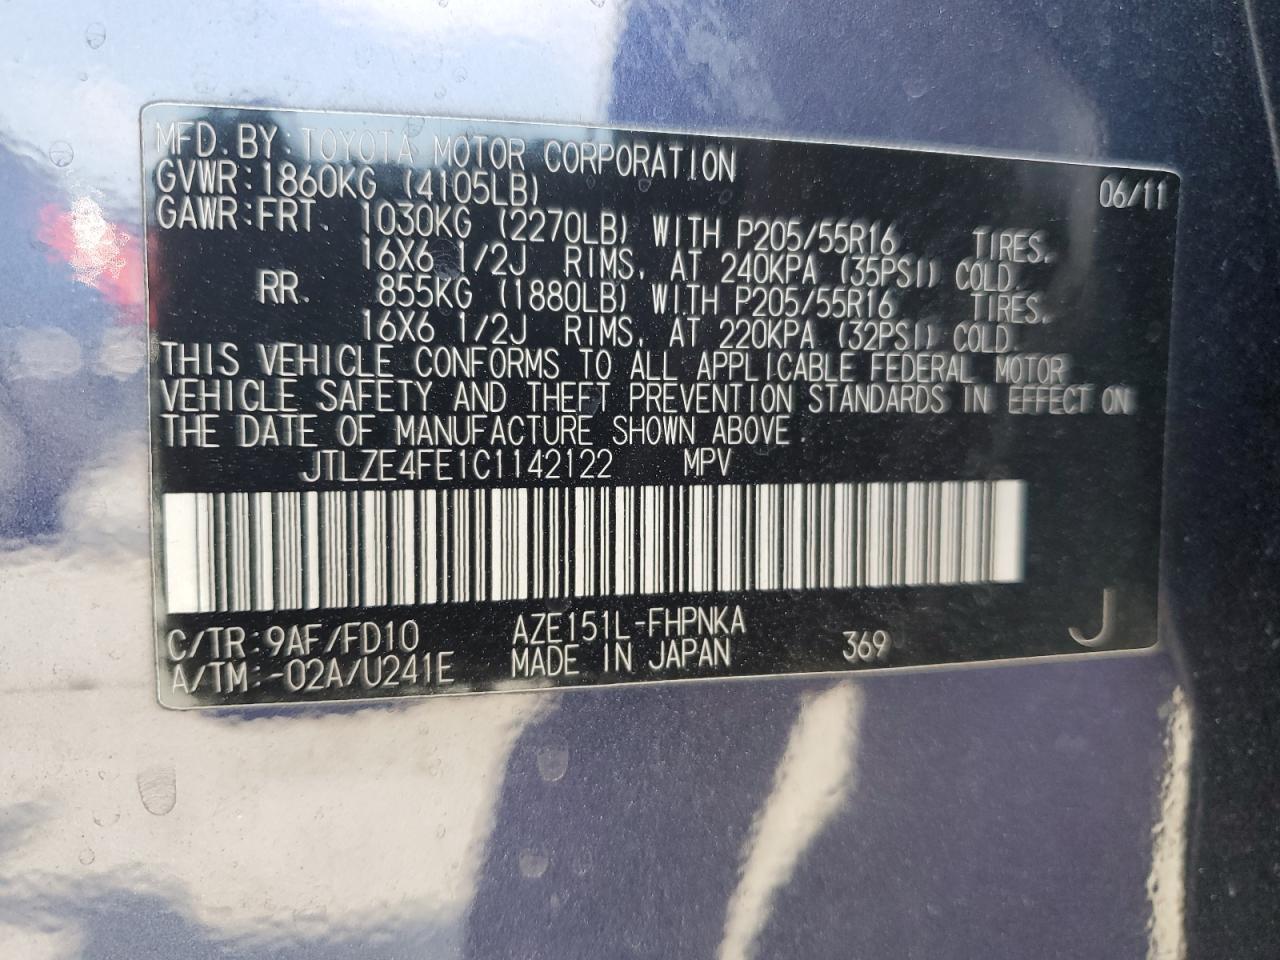 MFD. BY: TOYOTA MOTOR CORPORATION 06/11
GVWR: 1860KG (4105LB)
GAWR: FRT. 1030KG (2270LB) WITH P205/55R16 TIRES,
16X6 1/2J RIMS, AT 240KPA (35PSI) COLD.
RR. 855KG (1880LB) WITH P205/55R16 TIRES,
16X6 1/2J RIMS, AT 220KPA (32PSI) COLD.
THIS VEHICLE CONFORMS TO ALL APPLICABLE FEDERAL MOTOR
VEHICLE SAFETY AND THEFT PREVENTION STANDARDS IN EFFECT ON
THE DATE OF MANUFACTURE SHOWN ABOVE.
JTLZE4FE1C1142122 MPV
C/TR: 9AF/FD10 AZE151L-FHPNKA
A/TM: -02A/U241E MADE IN JAPAN 369 J